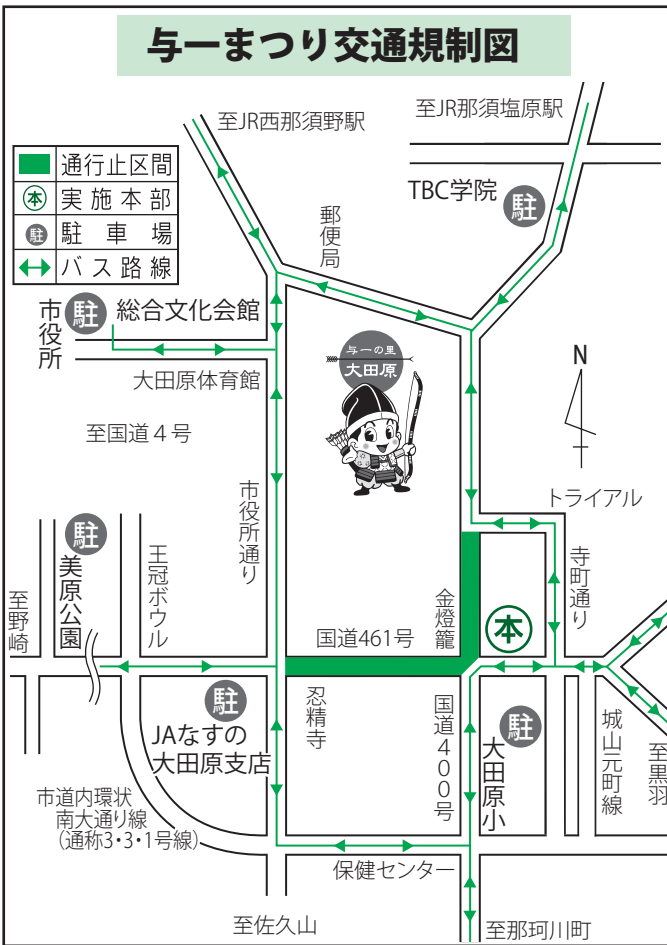 与一まつり交通規制図
至JR西那須野駅
至JR那須塩原駅
通行止区間
本 実施本部
駐 駐車場
バス路線
TBC学院
駐
郵便局
市役所
駐
総合文化会館
大田原体育館
与一の里
大田原
N
至国道４号
市役所通り
トライアル
駐
美原公園
王冠ボウル
至野崎
国道461号
金燈籠
本
寺町通り
駐
JAなすの
大田原支店
忍精寺
国道４００号
駐
大田原小
城山元町線
至黒羽
市道内環状
南大通り線
（通称3・3・1号線）
保健センター
至佐久山
至那珂川町